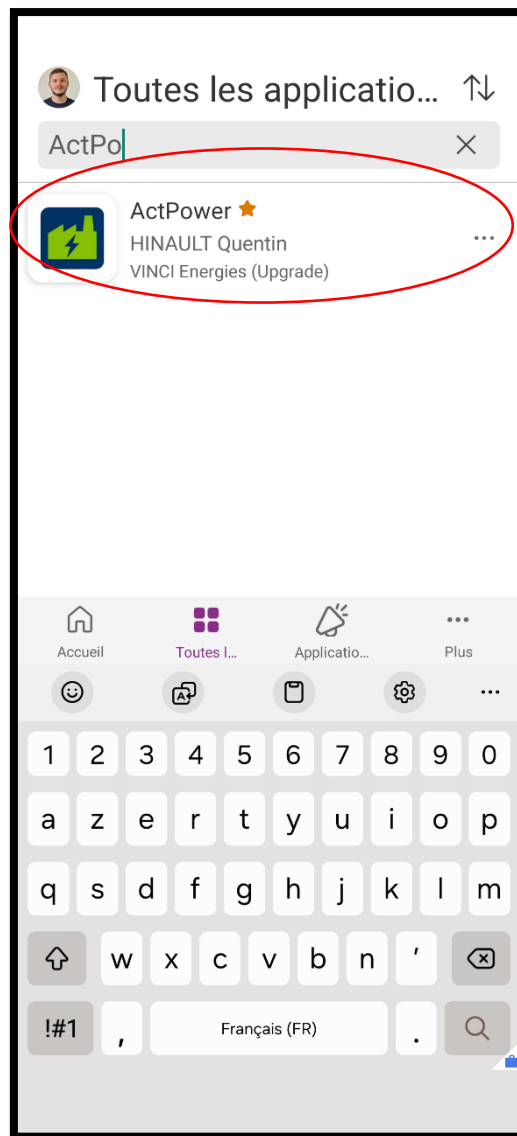 Toutes les applicatio...
ActPo
ActPower
HINAULT Quentin
VINCI Energies (Upgrade)
Accueil
Toutes l...
Applicatio...
Plus
1 2 3 4 5 6 7 8 9 0
a z e r t y u i o p
q s d f g h j k l m
w x c v b n '
!#1 , Français (FR) .